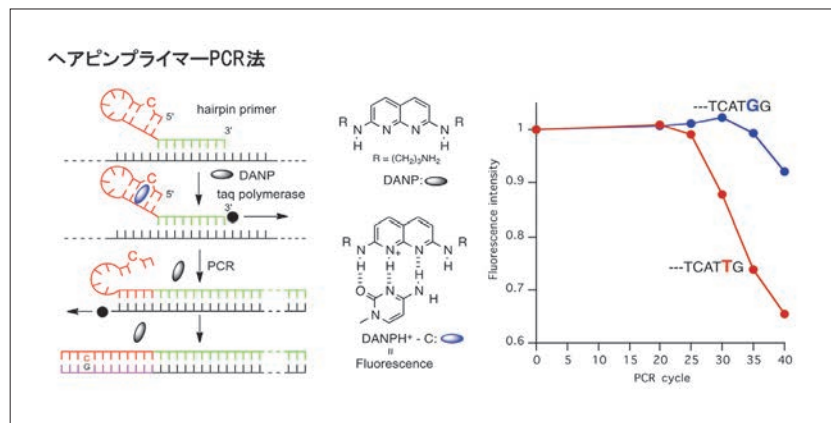 ヘアピンプライマーPCR法
C
5'
hairpin primer
3'
DANP
C
5'
taq polymerase
3'
PCR
C
C
G
R
N
H
N
N
N
H
R
R = (CH₂)₃NH₂
DANP:
R
N
H
N⁺
H
N
H
N
R
O
N
N
N
H
H
DANPH⁺ - C:
=
Fluorescence
Fluorescence intensity
1
0.9
0.8
0.7
0.6
---TCATGG
---TCATTG
0 5 10 15 20 25 30 35 40
PCR cycle